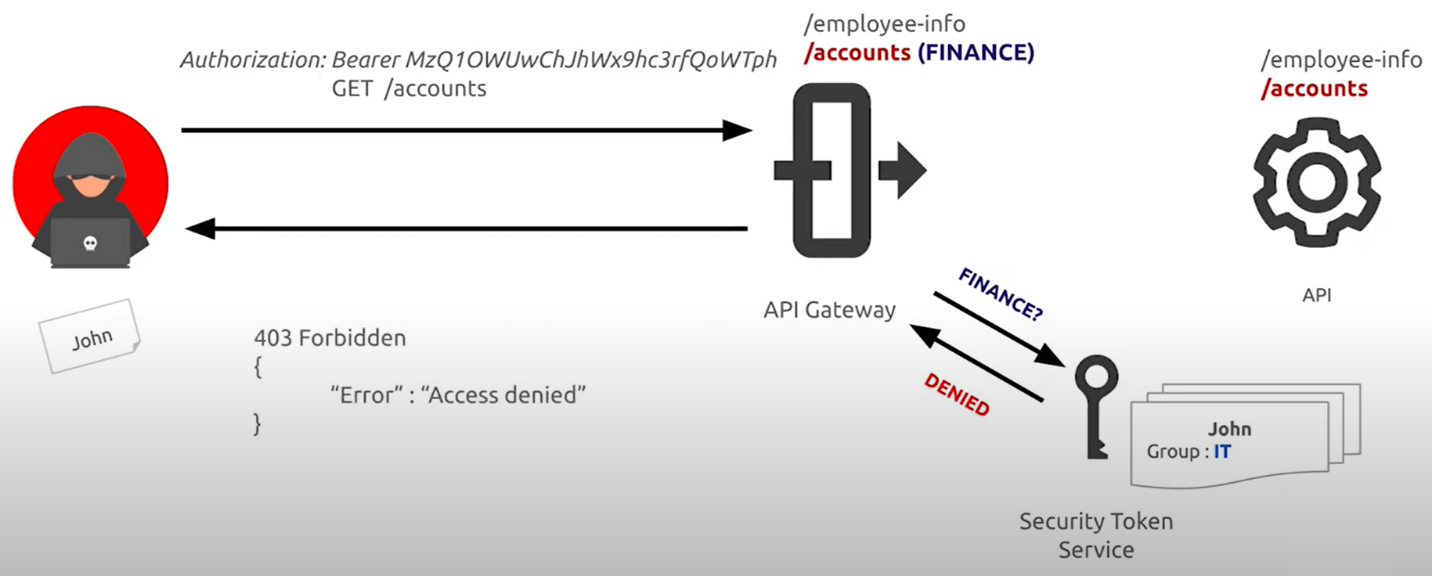 /employee-info
/accounts (FINANCE)
Authorization: Bearer MzQ1OWUwChJhWx9hc3rfQoWTph
GET /accounts
/employee-info
/accounts
API Gateway
API
FINANCE?
DENIED
John
403 Forbidden
{
“Error” : “Access denied”
}
John
Group : IT
Security Token
Service